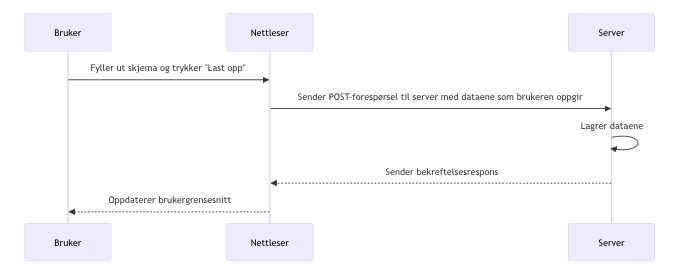 Bruker
Nettleser
Server
Fyller ut skjema og trykker "Last opp"
Sender POST-forespørsel til server med dataene som brukeren oppgir
Lagrer dataene
Sender bekreftelsesrespons
Oppdaterer brukergrensesnitt
Bruker
Nettleser
Server